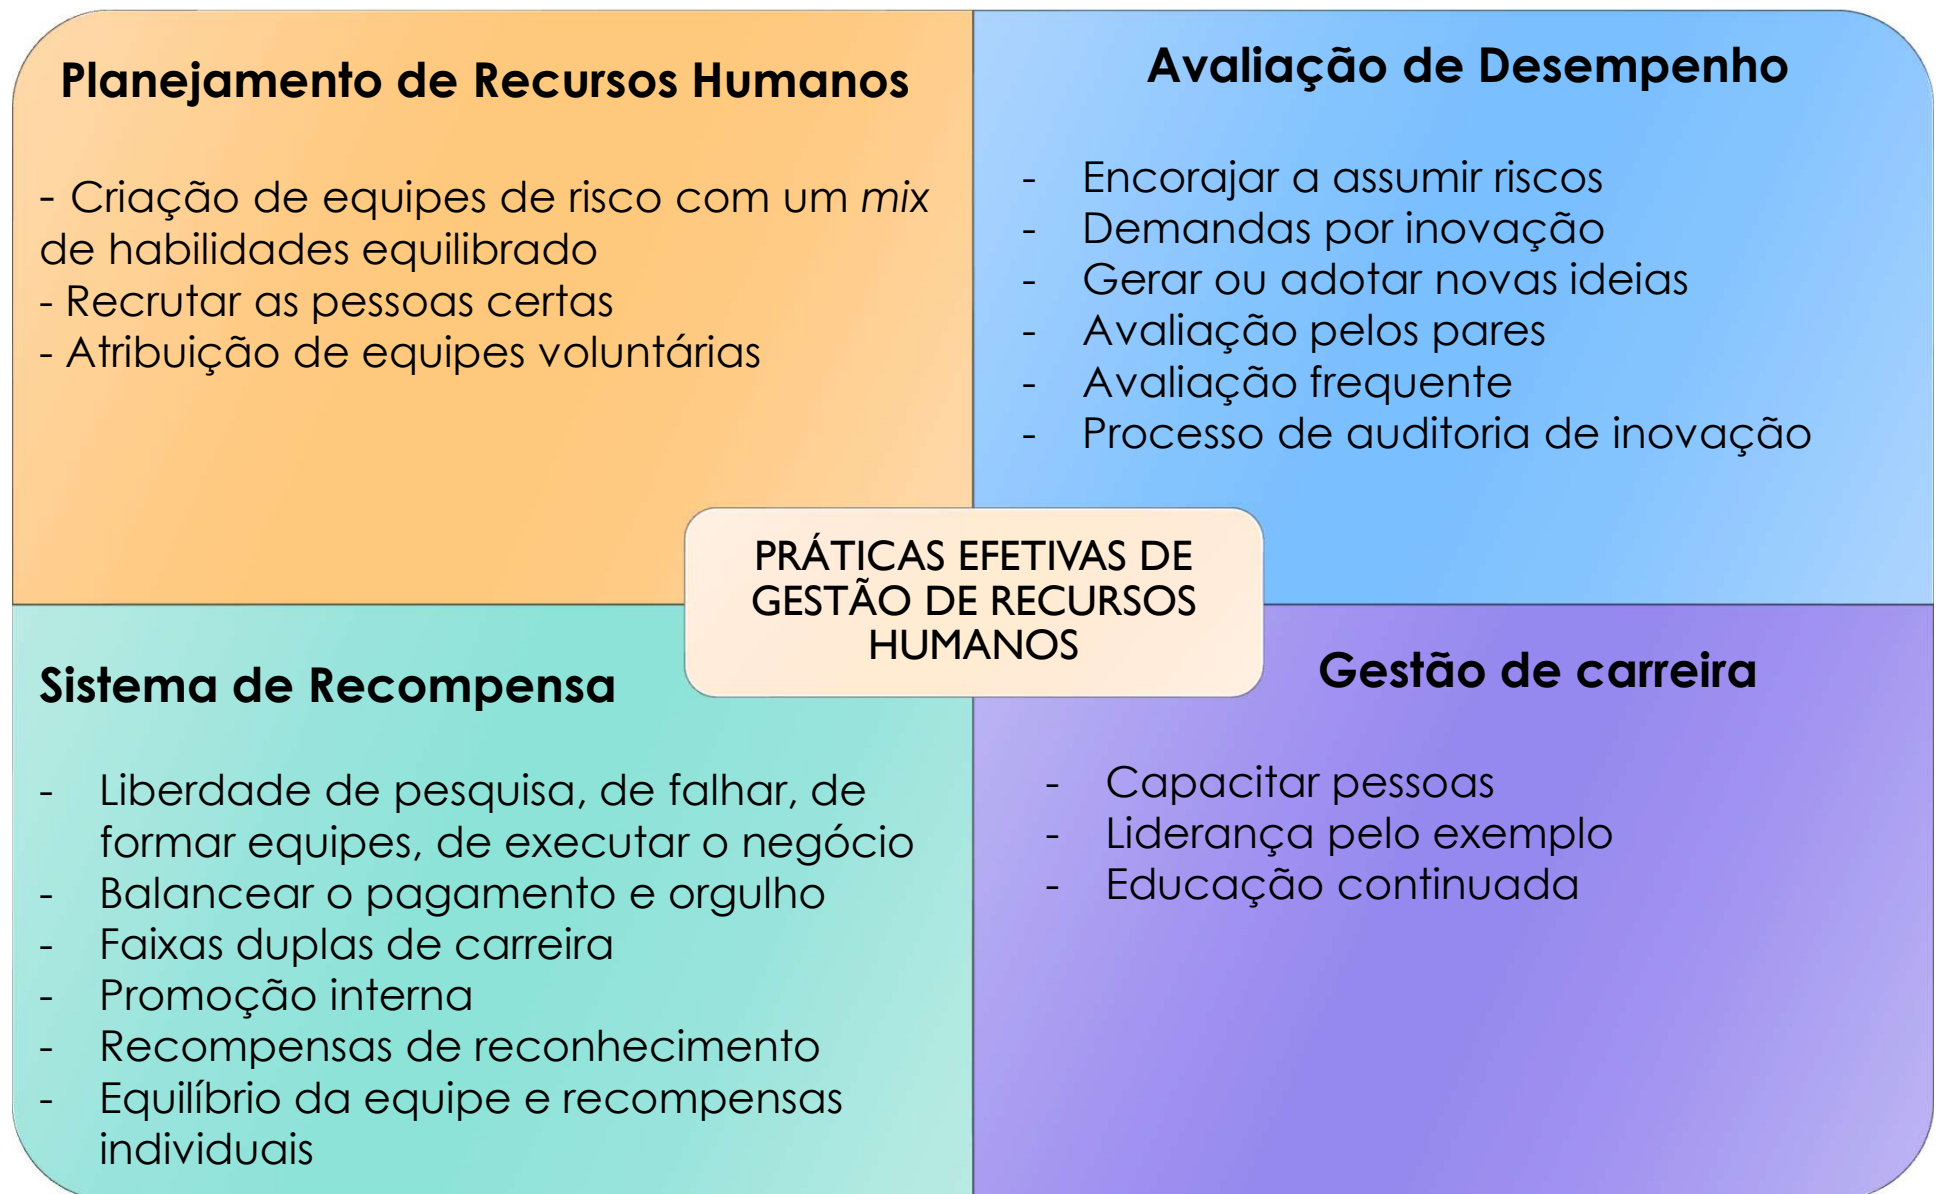 Planejamento de Recursos Humanos
- Criação de equipes de risco com um mix
de habilidades equilibrado
- Recrutar as pessoas certas
- Atribuição de equipes voluntárias
Avaliação de Desempenho
- Encorajar a assumir riscos
- Demandas por inovação
- Gerar ou adotar novas ideias
- Avaliação pelos pares
- Avaliação frequente
- Processo de auditoria de inovação
PRÁTICAS EFETIVAS DE
GESTÃO DE RECURSOS
HUMANOS
Sistema de Recompensa
- Liberdade de pesquisa, de falhar, de
formar equipes, de executar o negócio
- Balancear o pagamento e orgulho
- Faixas duplas de carreira
- Promoção interna
- Recompensas de reconhecimento
- Equilíbrio da equipe e recompensas
individuais
Gestão de carreira
- Capacitar pessoas
- Liderança pelo exemplo
- Educação continuada